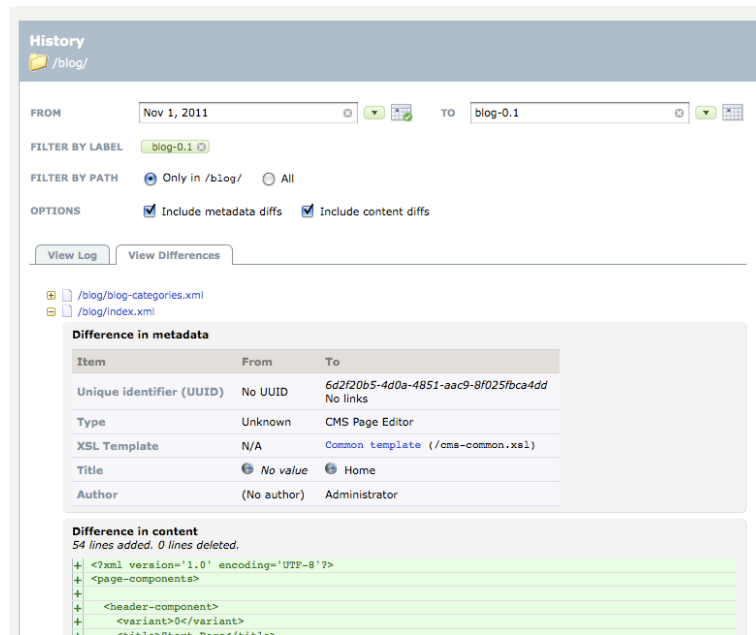 History
/blog/
FROM Nov 1, 2011 TO blog-0.1
FILTER BY LABEL blog-0.1
FILTER BY PATH Only in /blog/ All
OPTIONS Include metadata diffs Include content diffs
View Log View Differences
/blog/blog-categories.xml
/blog/index.xml
Difference in metadata
Item From To
Unique identifier (UUID) No UUID 6d2f20b5-4d0a-4851-aac9-8f025fbca4dd
No links
Type Unknown CMS Page Editor
XSL Template N/A Common template (/cms-common.xsl)
Title No value Home
Author (No author) Administrator
Difference in content
54 lines added. 0 lines deleted.
+ <?xml version='1.0' encoding='UTF-8'?>
+ <page-components>
+
+ <header-component>
+ <variant>0</variant>
+ <title>Start Page</title>